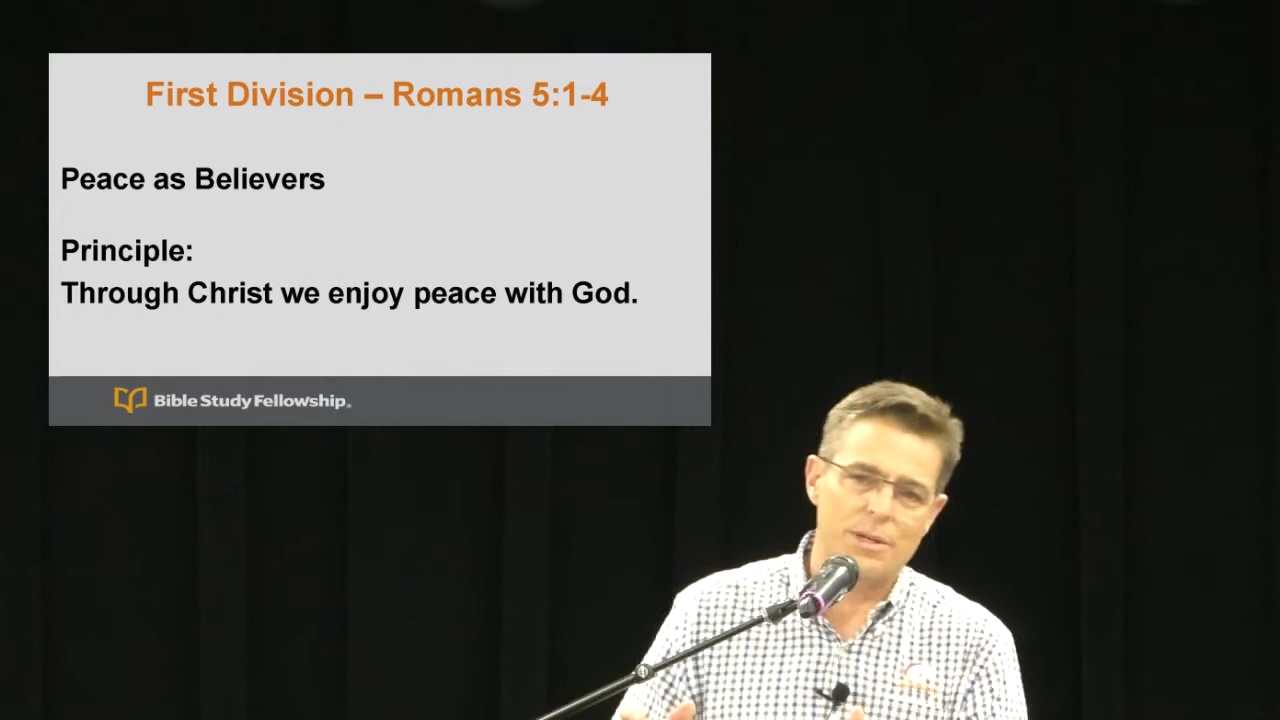 First Division – Romans 5:1-4
Peace as Believers
Principle:
Through Christ we enjoy peace with God.
Bible Study Fellowship®